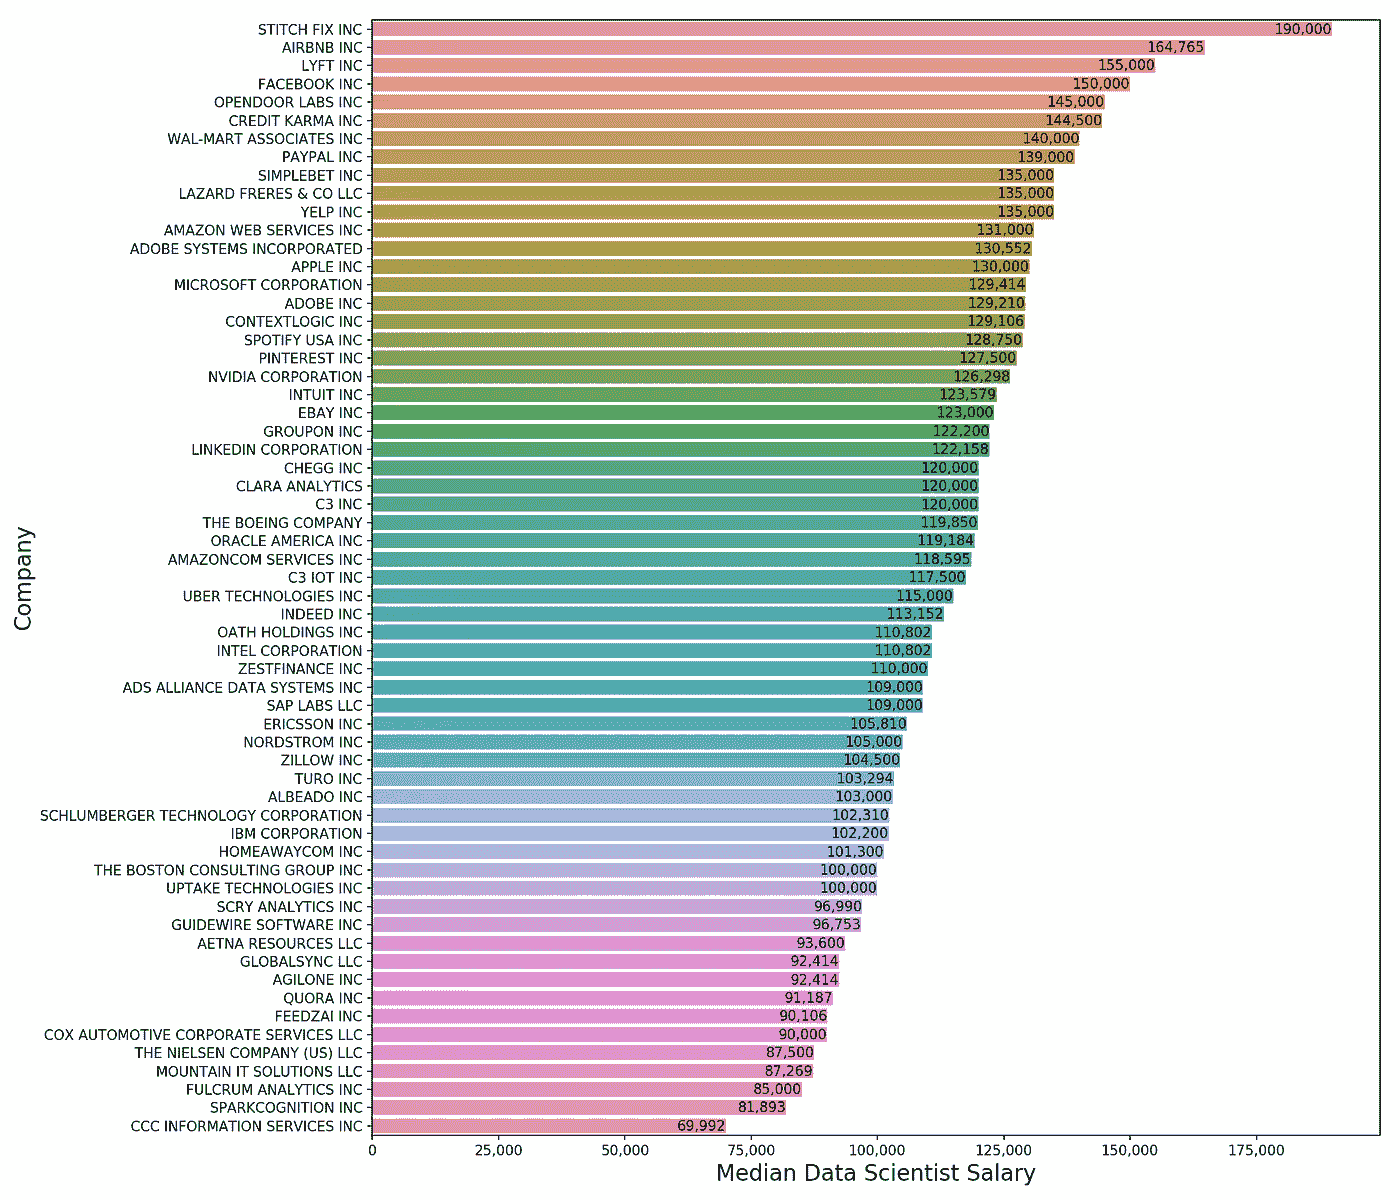 STITCH FIX INC 190,000
AIRBNB INC 164,765
LYFT INC 155,000
FACEBOOK INC 150,000
OPENDOOR LABS INC 145,000
CREDIT KARMA INC 144,500
WAL-MART ASSOCIATES INC 140,000
PAYPAL INC 139,000
SIMPLEBET INC 135,000
LAZARD FRERES & CO LLC 135,000
YELP INC 135,000
AMAZON WEB SERVICES INC 131,000
ADOBE SYSTEMS INCORPORATED 130,552
APPLE INC 130,000
MICROSOFT CORPORATION 129,414
ADOBE INC 129,210
CONTEXTLOGIC INC 129,106
SPOTIFY USA INC 128,750
PINTEREST INC 127,500
NVIDIA CORPORATION 126,298
INTUIT INC 123,579
EBAY INC 123,000
GROUPON INC 122,200
LINKEDIN CORPORATION 122,158
CHEGG INC 120,000
CLARA ANALYTICS 120,000
C3 INC 120,000
THE BOEING COMPANY 119,850
ORACLE AMERICA INC 119,184
AMAZONCOM SERVICES INC 118,595
C3 IOT INC 117,500
UBER TECHNOLOGIES INC 115,000
INDEED INC 113,152
OATH HOLDINGS INC 110,802
INTEL CORPORATION 110,802
ZESTFINANCE INC 110,000
ADS ALLIANCE DATA SYSTEMS INC 109,000
SAP LABS LLC 109,000
ERICSSON INC 105,810
NORDSTROM INC 105,000
ZILLOW INC 104,500
TURO INC 103,294
ALBEADO INC 103,000
SCHLUMBERGER TECHNOLOGY CORPORATION 102,310
IBM CORPORATION 102,200
HOMEAWAYCOM INC 101,300
THE BOSTON CONSULTING GROUP INC 100,000
UPTAKE TECHNOLOGIES INC 100,000
SCRY ANALYTICS INC 96,990
GUIDEWIRE SOFTWARE INC 96,753
AETNA RESOURCES LLC 93,600
GLOBALSYNC LLC 92,414
AGILONE INC 92,414
QUORA INC 91,187
FEEDZAI INC 90,106
COX AUTOMOTIVE CORPORATE SERVICES LLC 90,000
THE NIELSEN COMPANY (US) LLC 87,500
MOUNTAIN IT SOLUTIONS LLC 87,269
FULCRUM ANALYTICS INC 85,000
SPARKCOGNITION INC 81,893
CCC INFORMATION SERVICES INC 69,992
Company
0 25,000 50,000 75,000 100,000 125,000 150,000 175,000
Median Data Scientist Salary